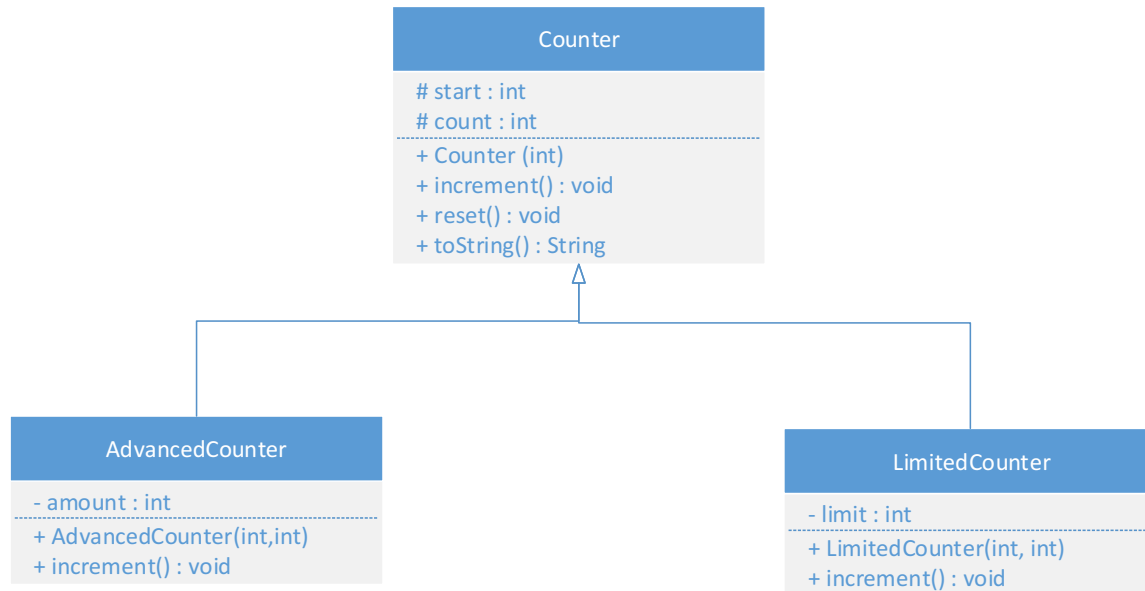 Counter
# start : int
# count : int
+ Counter (int)
+ increment() : void
+ reset() : void
+ toString() : String
AdvancedCounter
- amount : int
+ AdvancedCounter(int,int)
+ increment() : void
LimitedCounter
- limit : int
+ LimitedCounter(int, int)
+ increment() : void